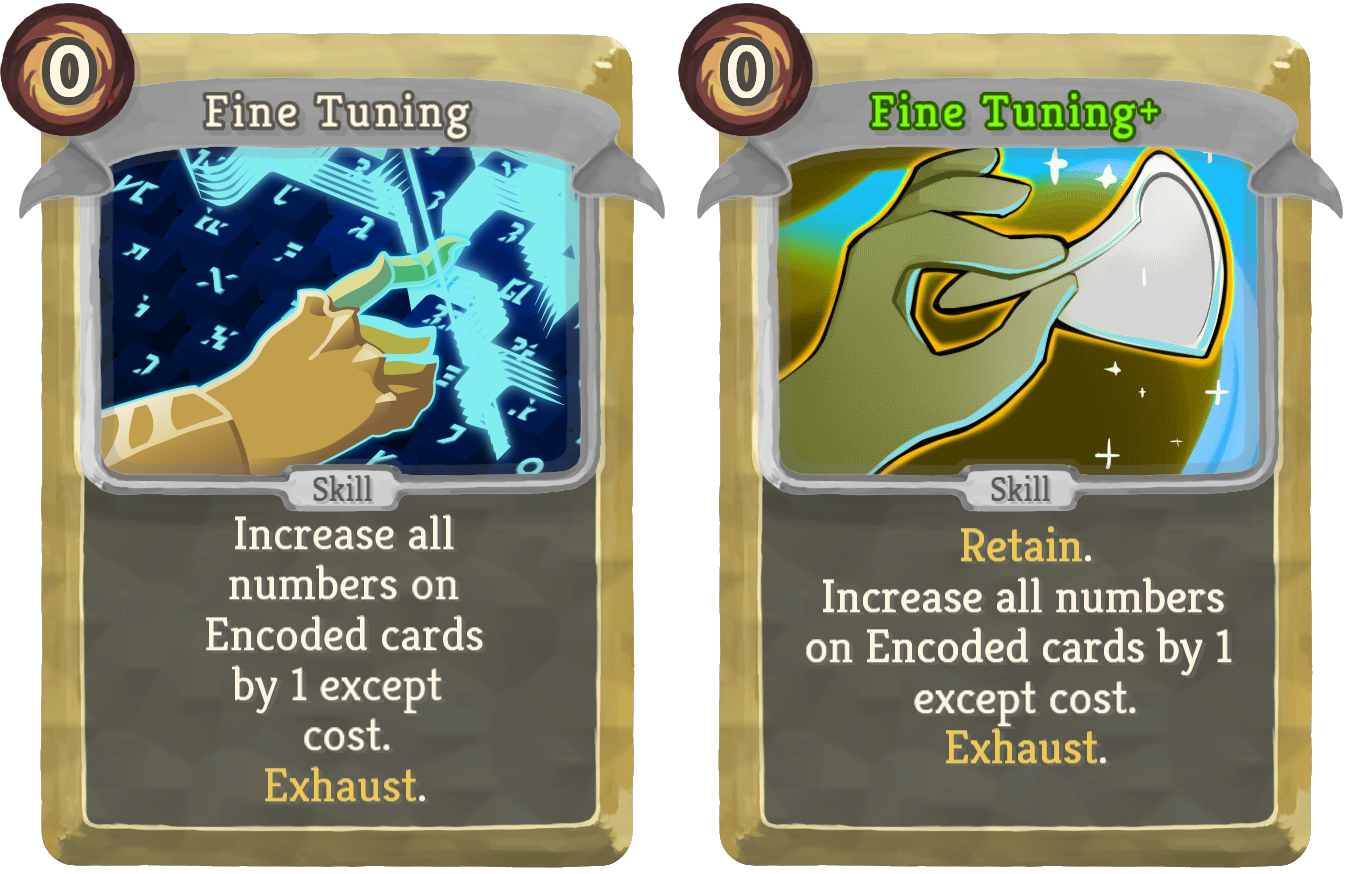 0
Fine Tuning
Skill
Increase all
numbers on
Encoded cards
by 1 except
cost.
Exhaust.
0
Fine Tuning+
Skill
Retain.
Increase all numbers
on Encoded cards by 1
except cost.
Exhaust.